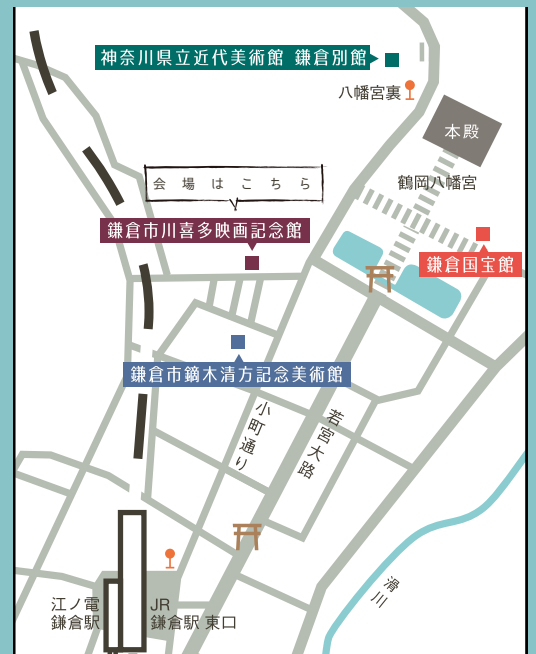 神奈川県立近代美術館 鎌倉別館
八幡宮裏
本殿
会場はこちら
鶴岡八幡宮
鎌倉市川喜多映画記念館
鎌倉国宝館
鎌倉市鏑木清方記念美術館
小町通り
若宮大路
滑川
江ノ電
鎌倉駅
JR
鎌倉駅 東口